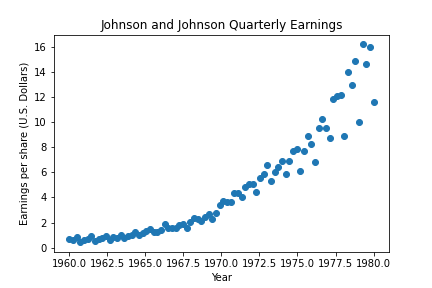 Johnson and Johnson Quarterly Earnings
Earnings per share (U.S. Dollars)
16
14
12
10
8
6
4
2
0
1960.0 1962.5 1965.0 1967.5 1970.0 1972.5 1975.0 1977.5 1980.0
Year